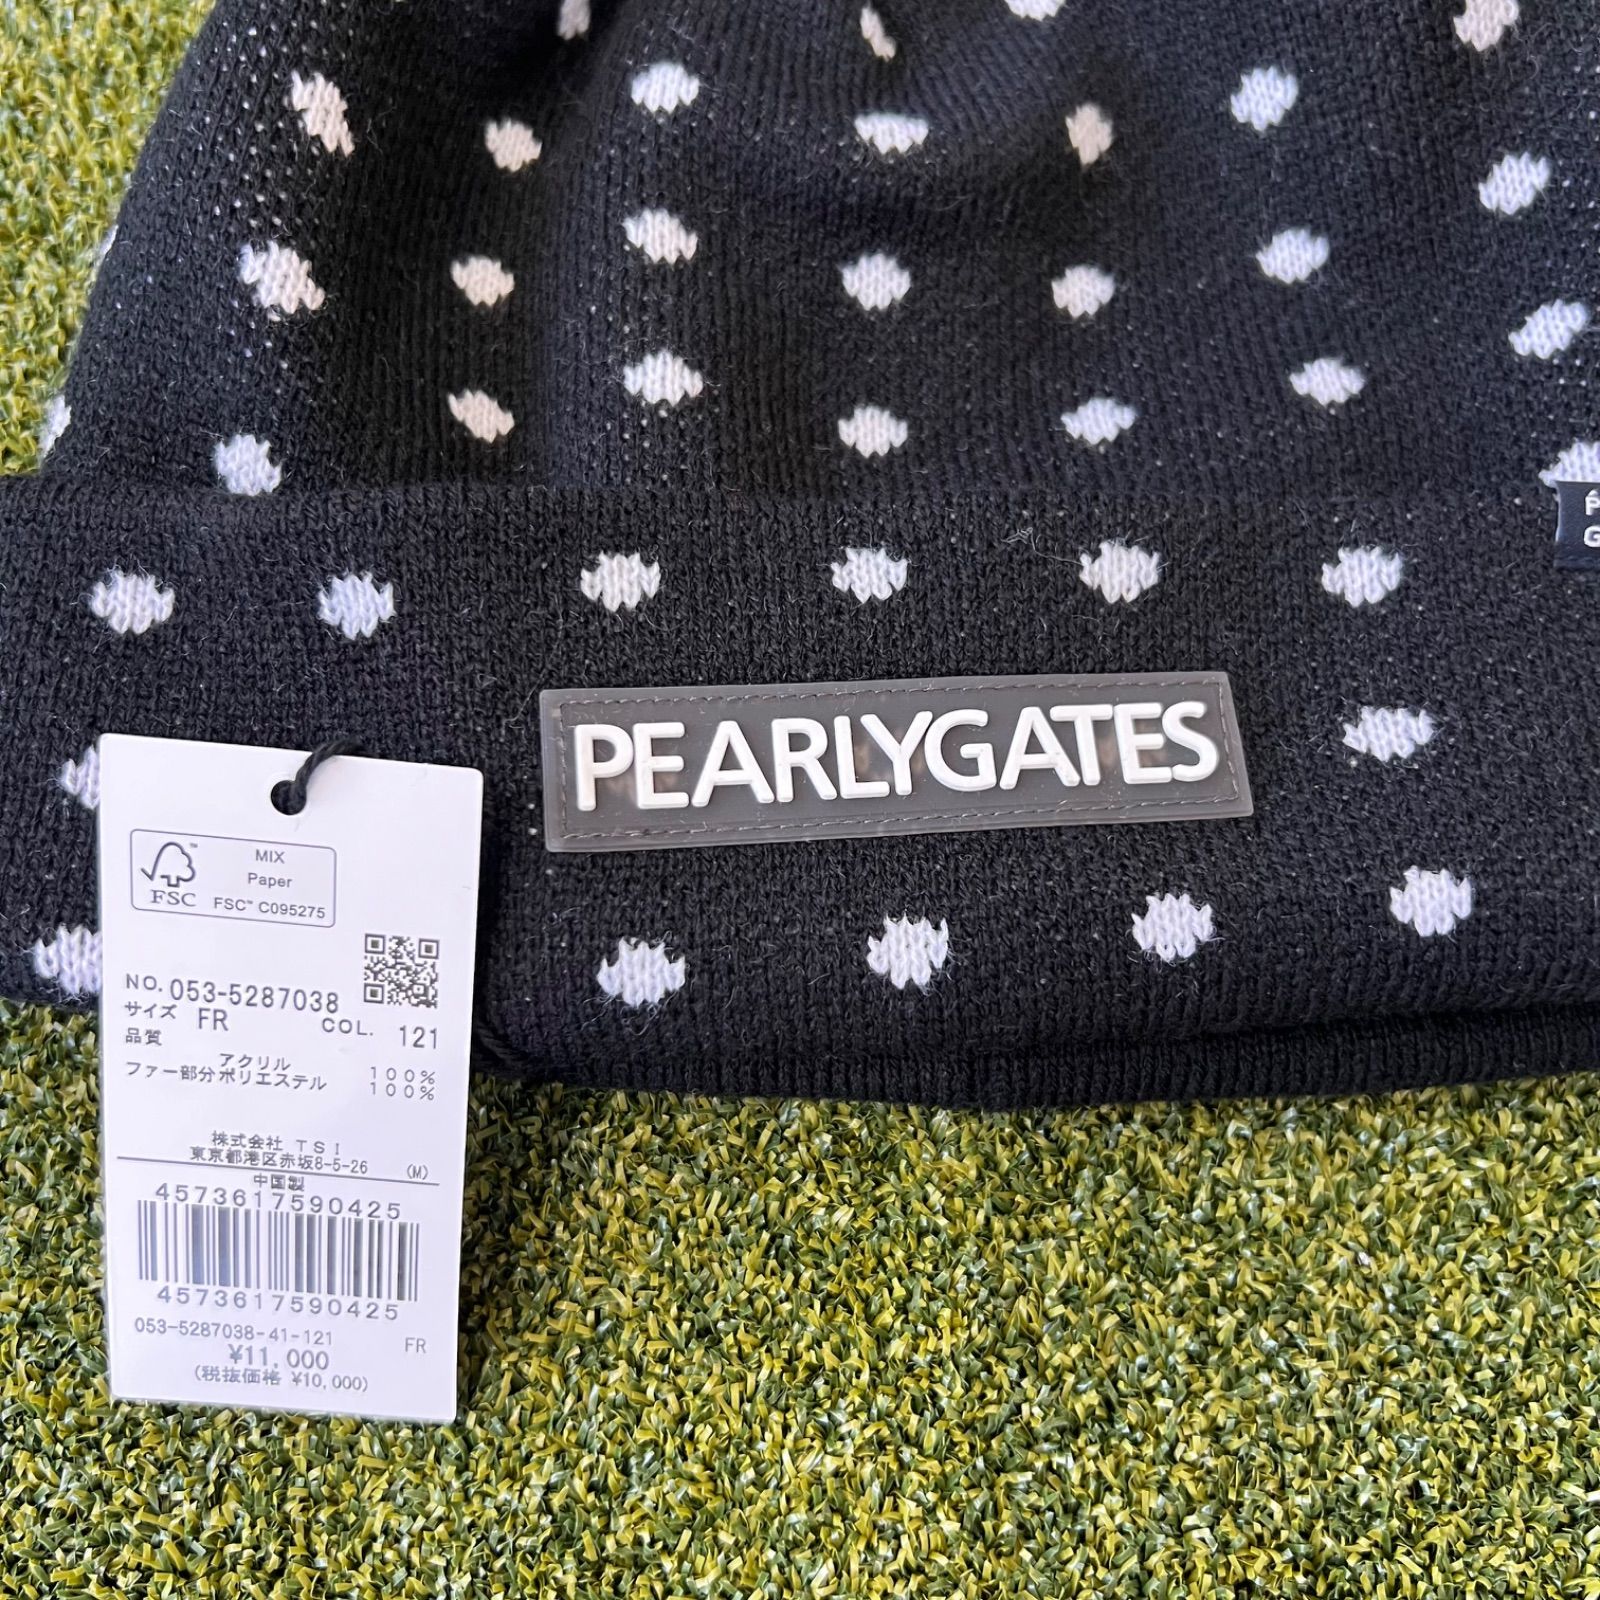 PEARLYGATES
P
G
MIX
Paper
FSC™ C095275
FSC™
NO. 053-5287038
サイズ FR COL. 121
品質
アクリル 100%
ファー部分ポリエステル 100%
株式会社 TSI
東京都港区赤坂8-5-26 (M)
中国製
4573617590425
4573617590425
053-5287038-41-121 FR
¥11,000
(税抜価格 ¥10,000)